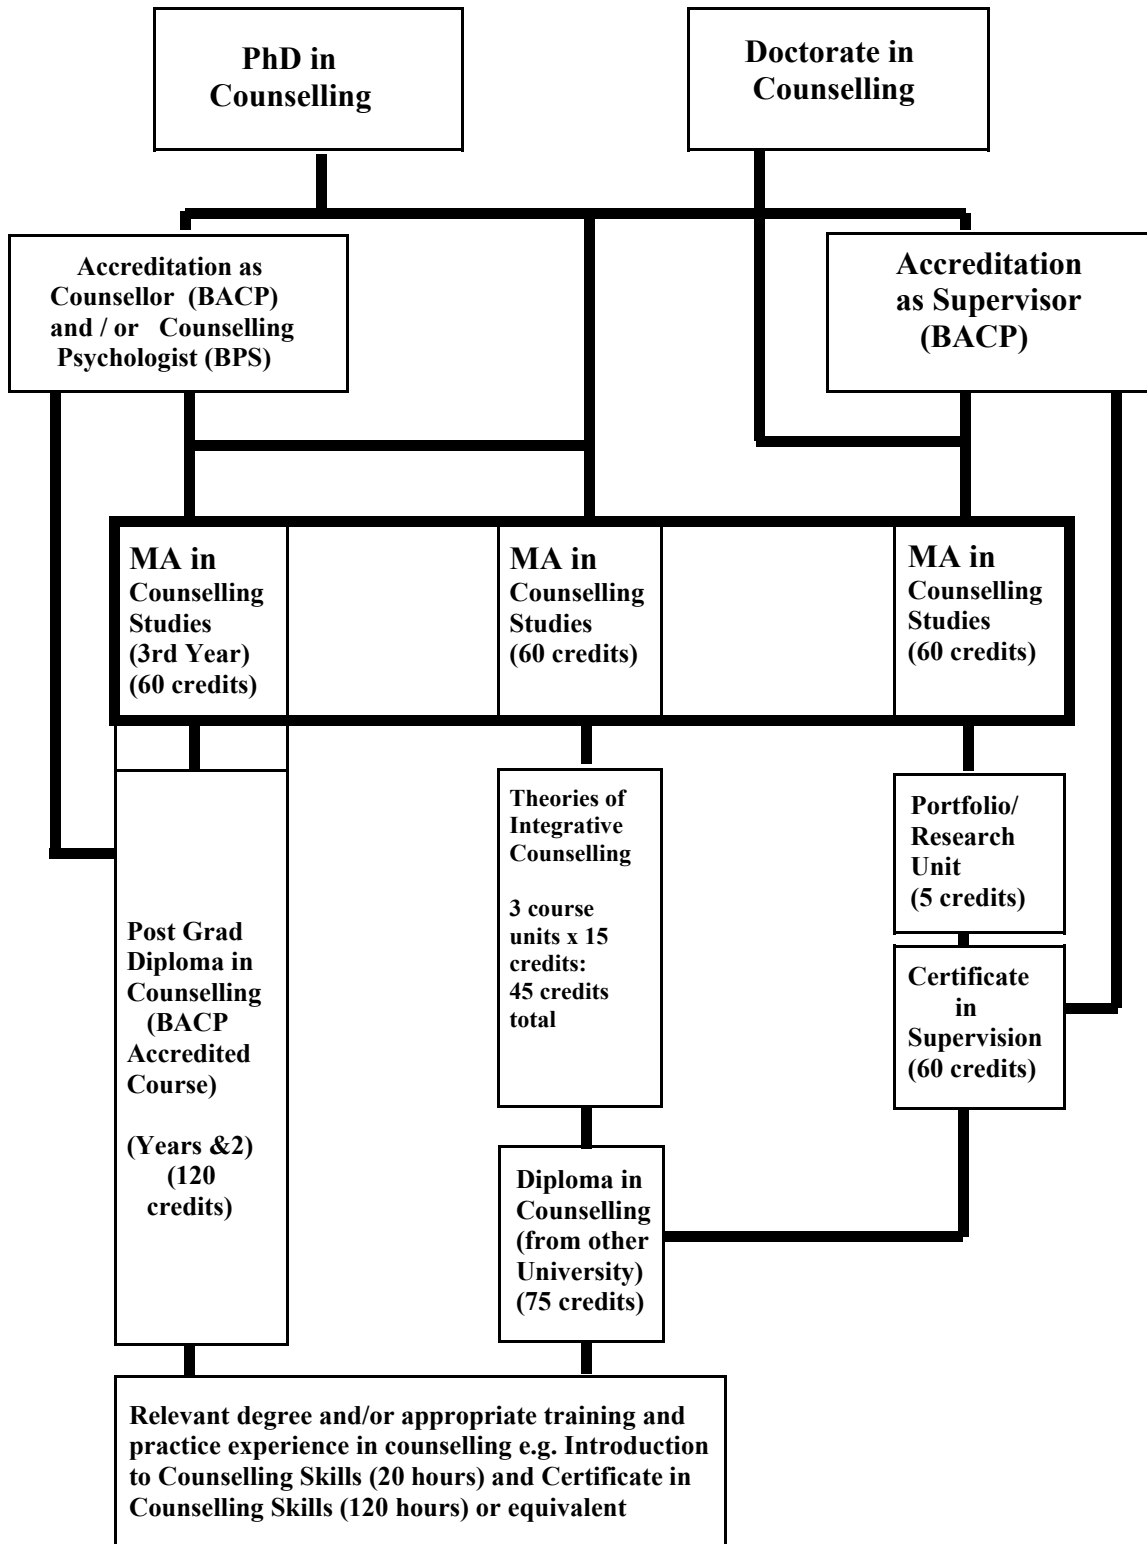 PhD in
Counselling
Doctorate in
Counselling
Accreditation as
Counsellor (BACP)
and / or Counselling
Psychologist (BPS)
Accreditation
as Supervisor
(BACP)
MA in
Counselling
Studies
(3rd Year)
(60 credits)
MA in
Counselling
Studies
(60 credits)
MA in
Counselling
Studies
(60 credits)
Post Grad
Diploma in
Counselling
(BACP
Accredited
Course)
(Years &2)
(120
credits)
Theories of
Integrative
Counselling
3 course
units x 15
credits:
45 credits
total
Portfolio/
Research
Unit
(5 credits)
Certificate
in
Supervision
(60 credits)
Diploma in
Counselling
(from other
University)
(75 credits)
Relevant degree and/or appropriate training and
practice experience in counselling e.g. Introduction
to Counselling Skills (20 hours) and Certificate in
Counselling Skills (120 hours) or equivalent